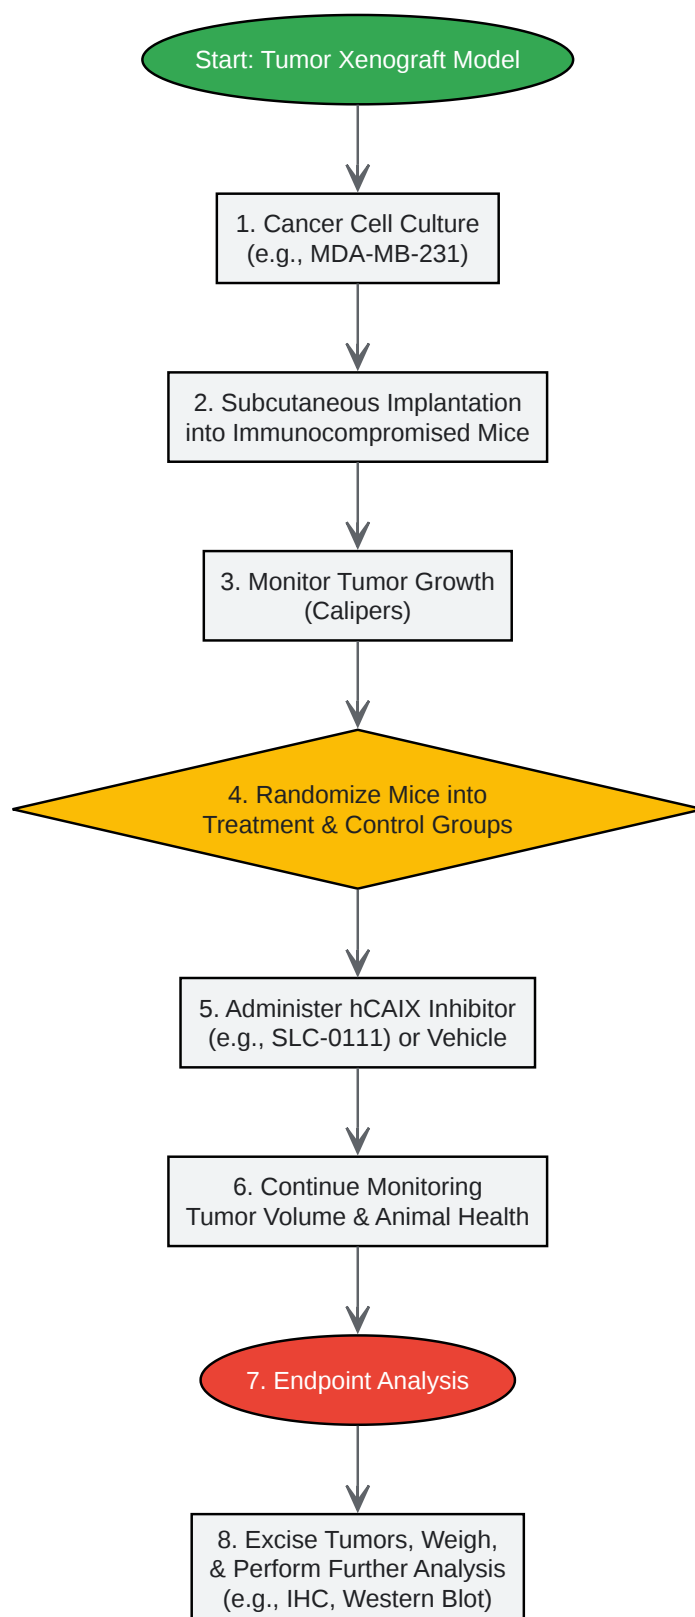 Start: Tumor Xenograft Model
1. Cancer Cell Culture
(e.g., MDA-MB-231)
2. Subcutaneous Implantation
into Immunocompromised Mice
3. Monitor Tumor Growth
(Calipers)
4. Randomize Mice into
Treatment & Control Groups
5. Administer hCAIX Inhibitor
(e.g., SLC-0111) or Vehicle
6. Continue Monitoring
Tumor Volume & Animal Health
7. Endpoint Analysis
8. Excise Tumors, Weigh,
& Perform Further Analysis
(e.g., IHC, Western Blot)